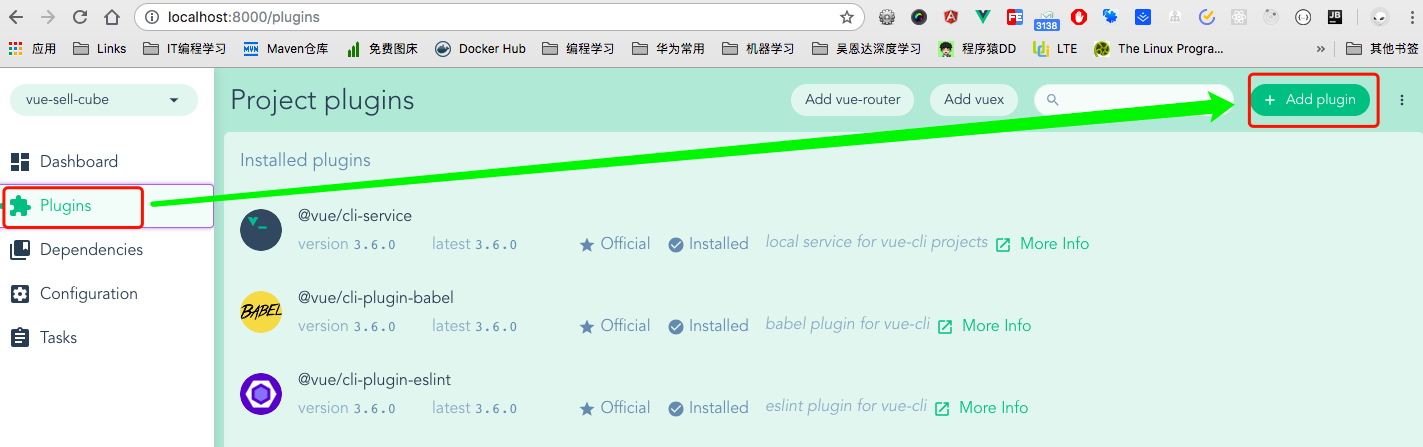 localhost:8000/plugins
3138
应用 Links IT编程学习 Maven仓库 免费图床 Docker Hub 编程学习 华为常用 机器学习 吴恩达深度学习 程序猿DD LTE The Linux Progra... » 其他书签
vue-sell-cube
Project plugins
Add vue-router Add vuex + Add plugin
Dashboard
Plugins
Dependencies
Configuration
Tasks
Installed plugins
@vue/cli-service
version 3.6.0 latest 3.6.0 Official Installed local service for vue-cli projects More Info
BABEL
@vue/cli-plugin-babel
version 3.6.0 latest 3.6.0 Official Installed babel plugin for vue-cli More Info
@vue/cli-plugin-eslint
version 3.6.0 latest 3.6.0 Official Installed eslint plugin for vue-cli More Info